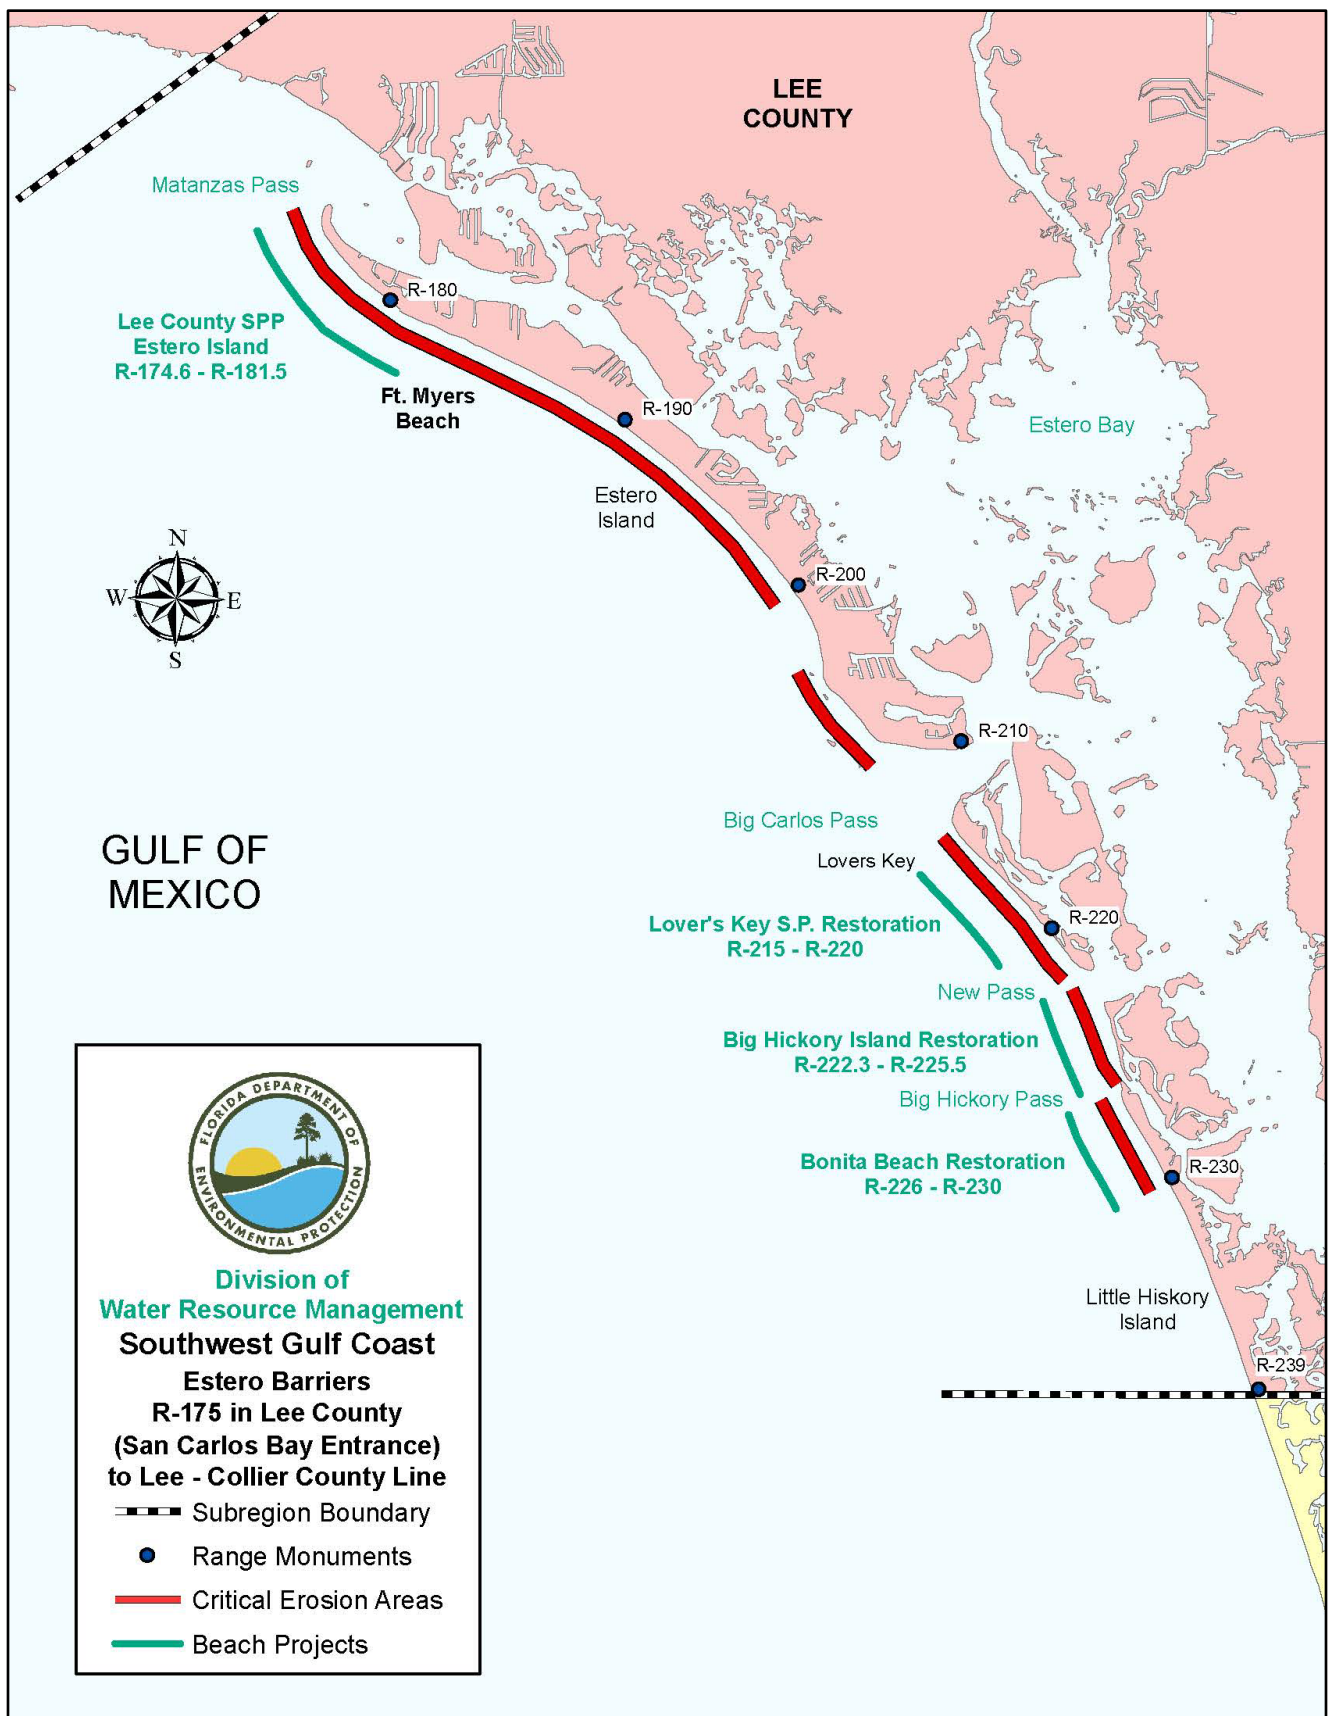 LEE
COUNTY
Matanzas Pass
R-180
Lee County SPP
Estero Island
R-174.6 - R-181.5
Ft. Myers
Beach
R-190
Estero Bay
Estero
Island
N
W
E
S
R-200
R-210
Big Carlos Pass
GULF OF
MEXICO
Lovers Key
R-220
Lover's Key S.P. Restoration
R-215 - R-220
New Pass
Big Hickory Island Restoration
R-222.3 - R-225.5
Big Hickory Pass
Bonita Beach Restoration
R-226 - R-230
R-230
Little Hiskory
Island
R-239
FLORIDA DEPARTMENT OF
ENVIRONMENTAL PROTECTION
Division of
Water Resource Management
Southwest Gulf Coast
Estero Barriers
R-175 in Lee County
(San Carlos Bay Entrance)
to Lee - Collier County Line
Subregion Boundary
Range Monuments
Critical Erosion Areas
Beach Projects